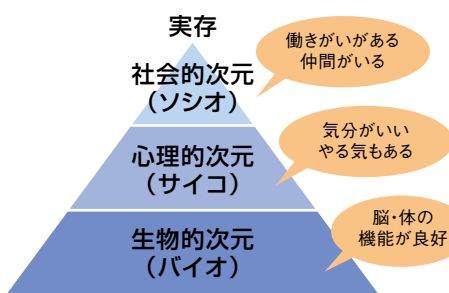 実存
社会的次元
(ソシオ)
働きがいがある
仲間がいる
心理的次元
(サイコ)
気分がいい
やる気もある
生物的次元
(バイオ)
脳・体の
機能が良好